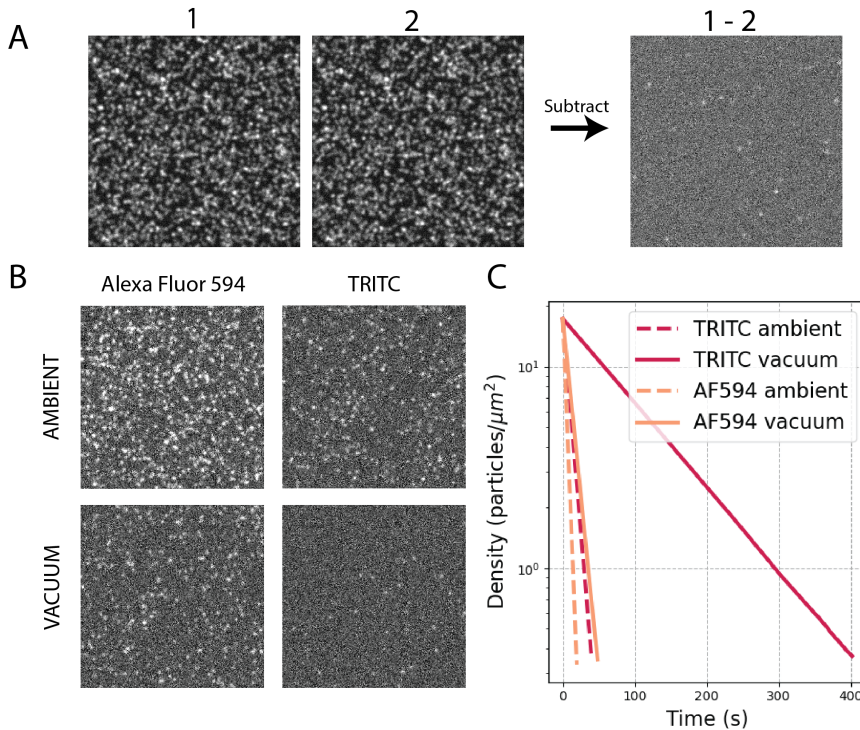 A
1
2
1 - 2
Subtract
B
Alexa Fluor 594
TRITC
AMBIENT
VACUUM
C
TRITC ambient
TRITC vacuum
AF594 ambient
AF594 vacuum
Density (particles/μm²)
10¹
10⁰
0
100
200
300
400
Time (s)